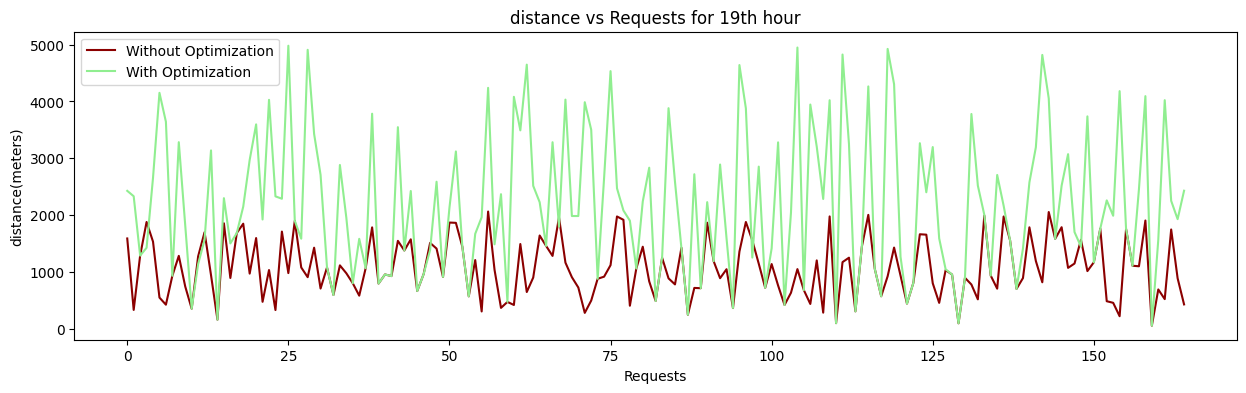 distance vs Requests for 19th hour
Without Optimization
With Optimization
5000
4000
3000
2000
1000
0
distance(meters)
0 25 50 75 100 125 150
Requests